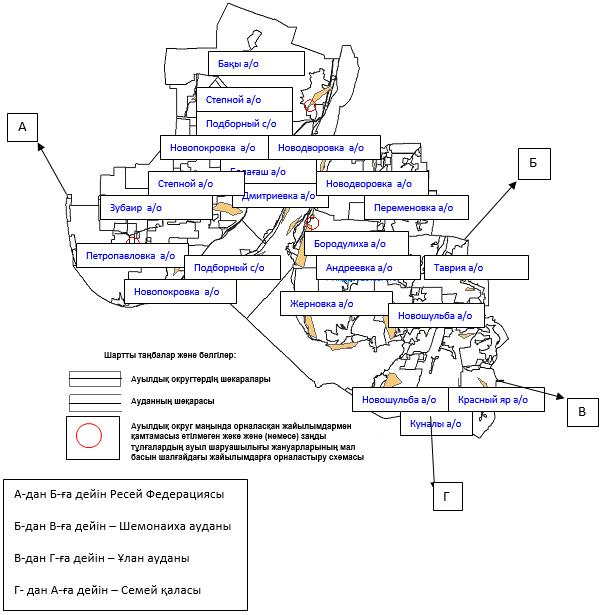 Бақы а/о
А
Степной а/о
Подборный с/о
Новопокровка а/о
Новодворовка а/о
Б
Степной а/о
Дмитриевка а/о
Новодворовка а/о
Зубаир а/о
Переменовка а/о
Бородулиха а/о
Петропавловка а/о
Подборный с/о
Андреевка а/о
Таврия а/о
Новопокровка а/о
Жерновка а/о
Новошульба а/о
Шартты таңбалар және белгілер:
Ауылдық округтердің шекаралары
Ауданның шекарасы
Новошульба а/о
Красный яр а/о
В
Куналы а/о
Ауылдық округ маңында орналасқан жайылымдармен
қамтамасыз етілмеген жеке және (немесе) заңды
тұлғалардың ауыл шаруашылығы жануарларының мал
басын шалғайдағы жайылымдарға орналастыру схемасы
Г
А-дан Б-ға дейін Ресей Федерациясы
Б-дан В-ға дейін – Шемонаиха ауданы
В-дан Г-ға дейін – Ұлан ауданы
Г- дан А-ға дейін – Семей қаласы